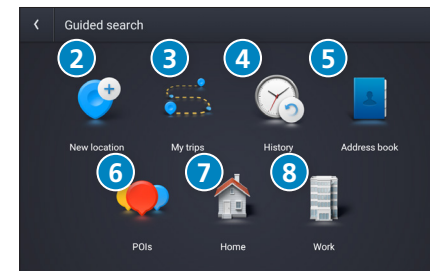 Guided search
2 3 4 5
New location My trips History Address book
6 7 8
POIs Home Work